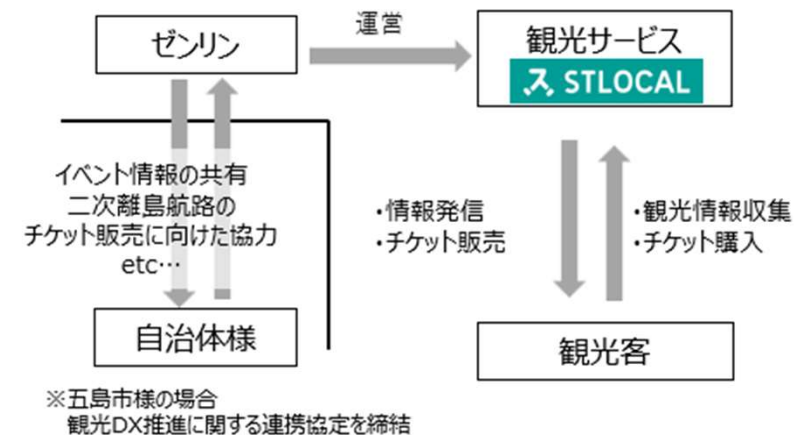 ゼンリン
運営
観光サービス
STLOCAL
イベント情報の共有
二次離島航路の
チケット販売に向けた協力
etc…
・情報発信
・チケット販売
・観光情報収集
・チケット購入
自治体様
観光客
※五島市様の場合
観光DX推進に関する連携協定を締結